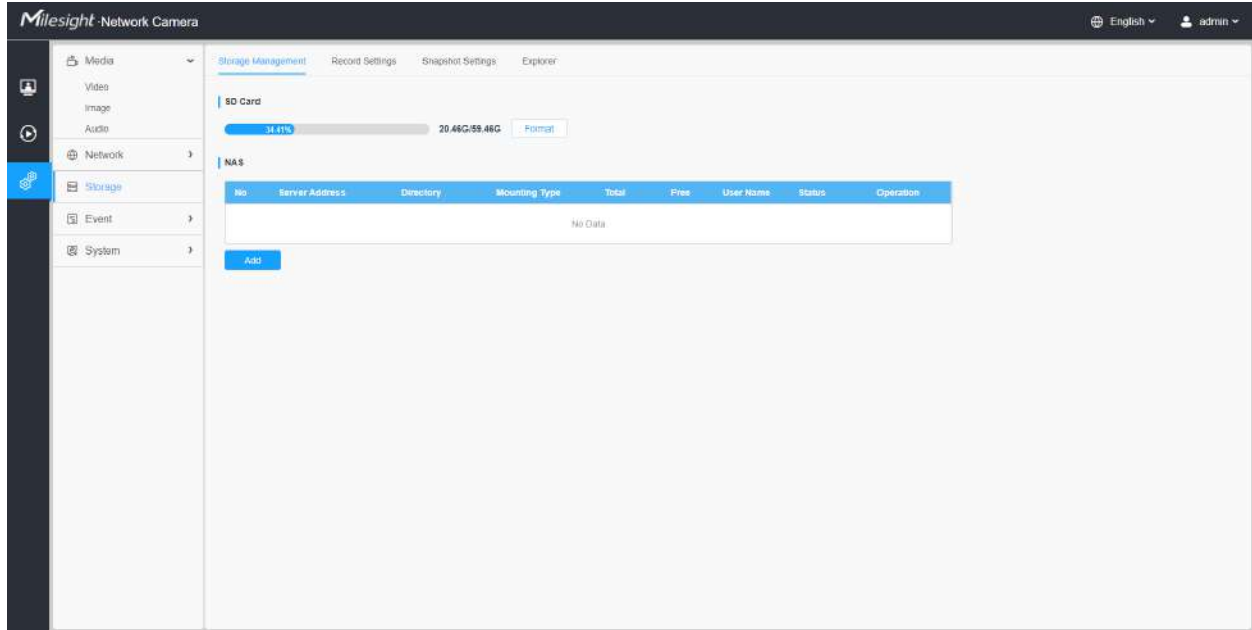 Milesight-Network Camera
English
admin
Media
Video
Image
Audio
Network
Storage
Event
System
Storage Management Record Settings Snapshot Settings Explorer
SD Card
34.41% 20.46G/59.46G Format
NAS
No Server Address Directory Mounting Type Total Free User Name Status Operation
No Data
Add